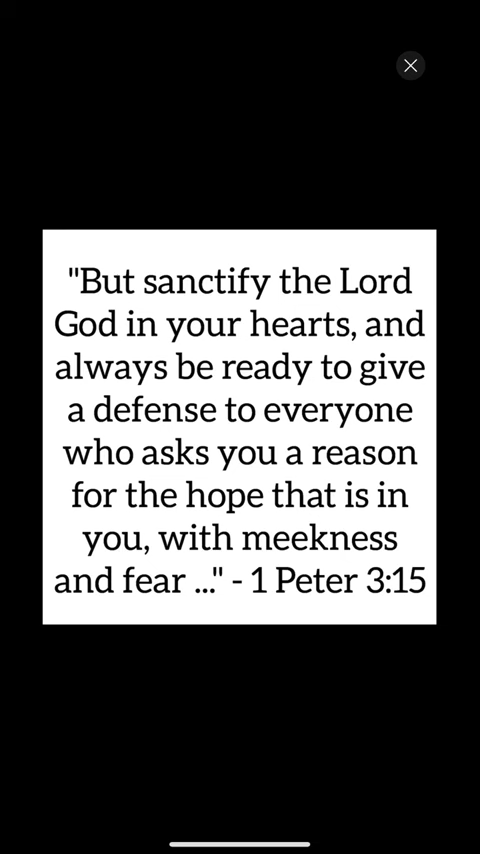 "But sanctify the Lord
God in your hearts, and
always be ready to give
a defense to everyone
who asks you a reason
for the hope that is in
you, with meekness
and fear ..." - 1 Peter 3:15